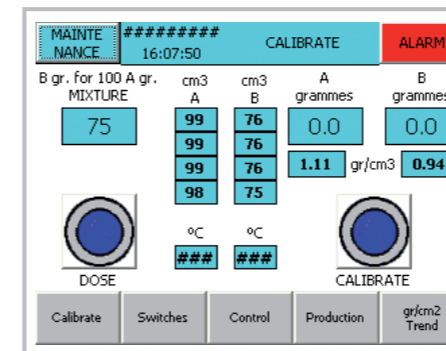 MAINTE
NANCE
#########
16:07:50
CALIBRATE
ALARM
B gr. for 100 A gr.
MIXTURE
cm3
A
cm3
B
A
grammes
B
grammes
75
99
76
0.0
0.0
99
76
99
76
1.11
gr/cm3
0.94
98
75
ºC
ºC
###
###
DOSE
CALIBRATE
Calibrate
Switches
Control
Production
gr/cm2
Trend